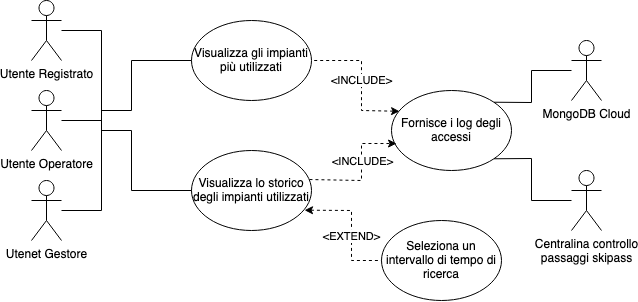 Utente Registrato
Utente Operatore
Utenet Gestore
Visualizza gli impianti
più utilizzati
<INCLUDE>
Visualizza lo storico
degli impianti utilizzati
<INCLUDE>
<EXTEND>
Seleziona un
intervallo di tempo di
ricerca
Fornisce i log degli
accessi
MongoDB Cloud
Centralina controllo
passaggi skipass